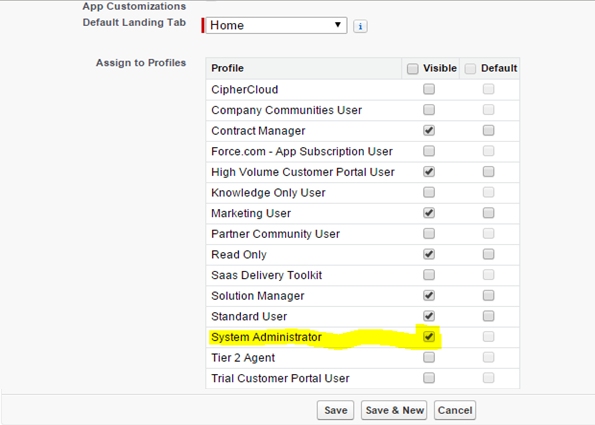 App Customizations
Default Landing Tab Home i
Assign to Profiles Profile Visible Default
CipherCloud
Company Communities User
Contract Manager
Force.com - App Subscription User
High Volume Customer Portal User
Knowledge Only User
Marketing User
Partner Community User
Read Only
Saas Delivery Toolkit
Solution Manager
Standard User
System Administrator
Tier 2 Agent
Trial Customer Portal User
Save Save & New Cancel